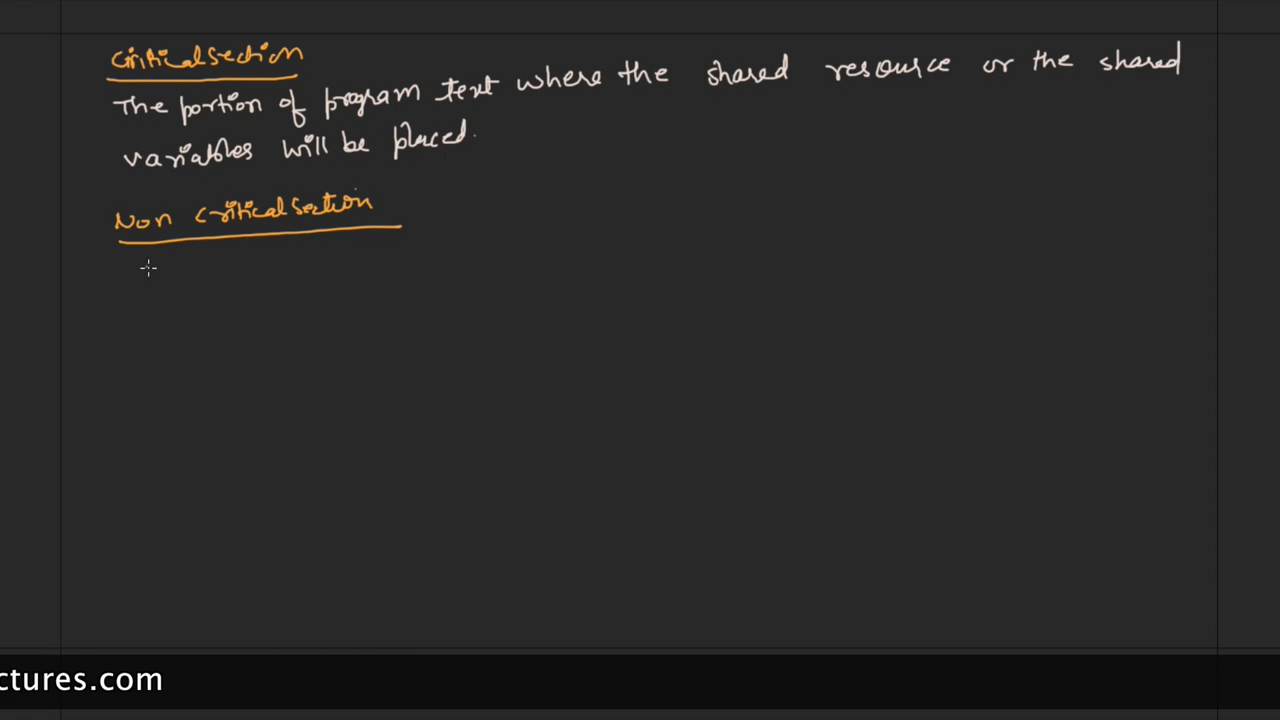 Critical section
The portion of program text where the shared resource or the shared
variables will be placed.
Non critical section
ctures.com